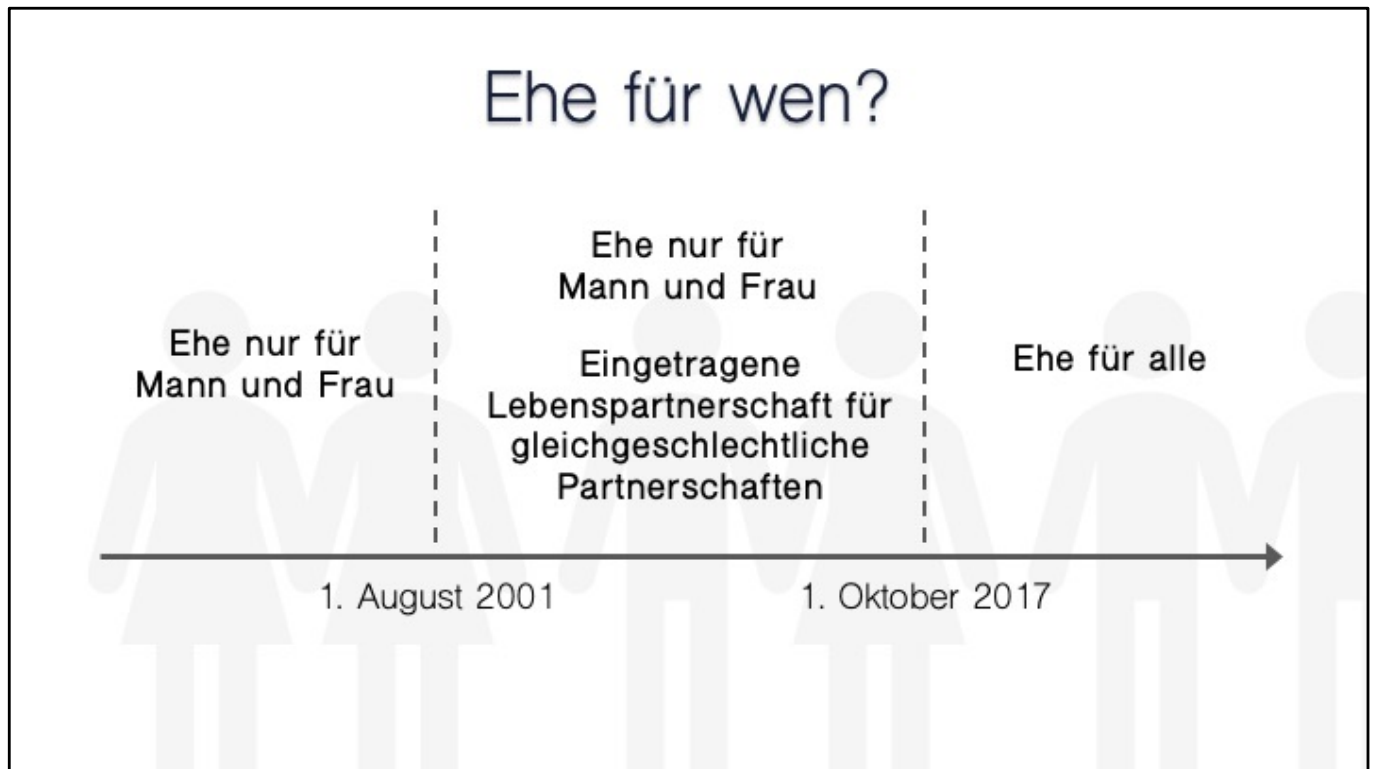 Ehe für wen?
Ehe nur für
Mann und Frau
Ehe nur für
Mann und Frau
Eingetragene
Lebenspartnerschaft für
gleichgeschlechtliche
Partnerschaften
Ehe für alle
1. August 2001
1. Oktober 2017